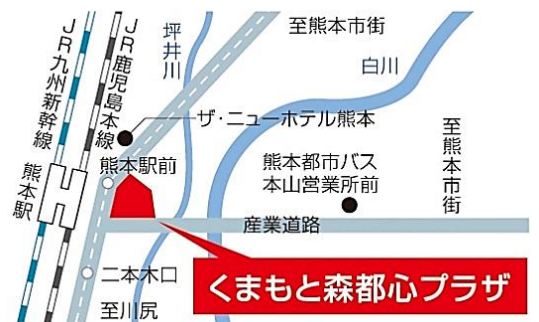 至熊本市街
坪井川
白川
JR鹿児島本線
JR九州新幹線
ザ・ニューホテル熊本
熊本駅前
熊本駅
熊本都市バス
本山営業所前
至熊本市街
産業道路
二本木口
至川尻
くまもと森都心プラザ